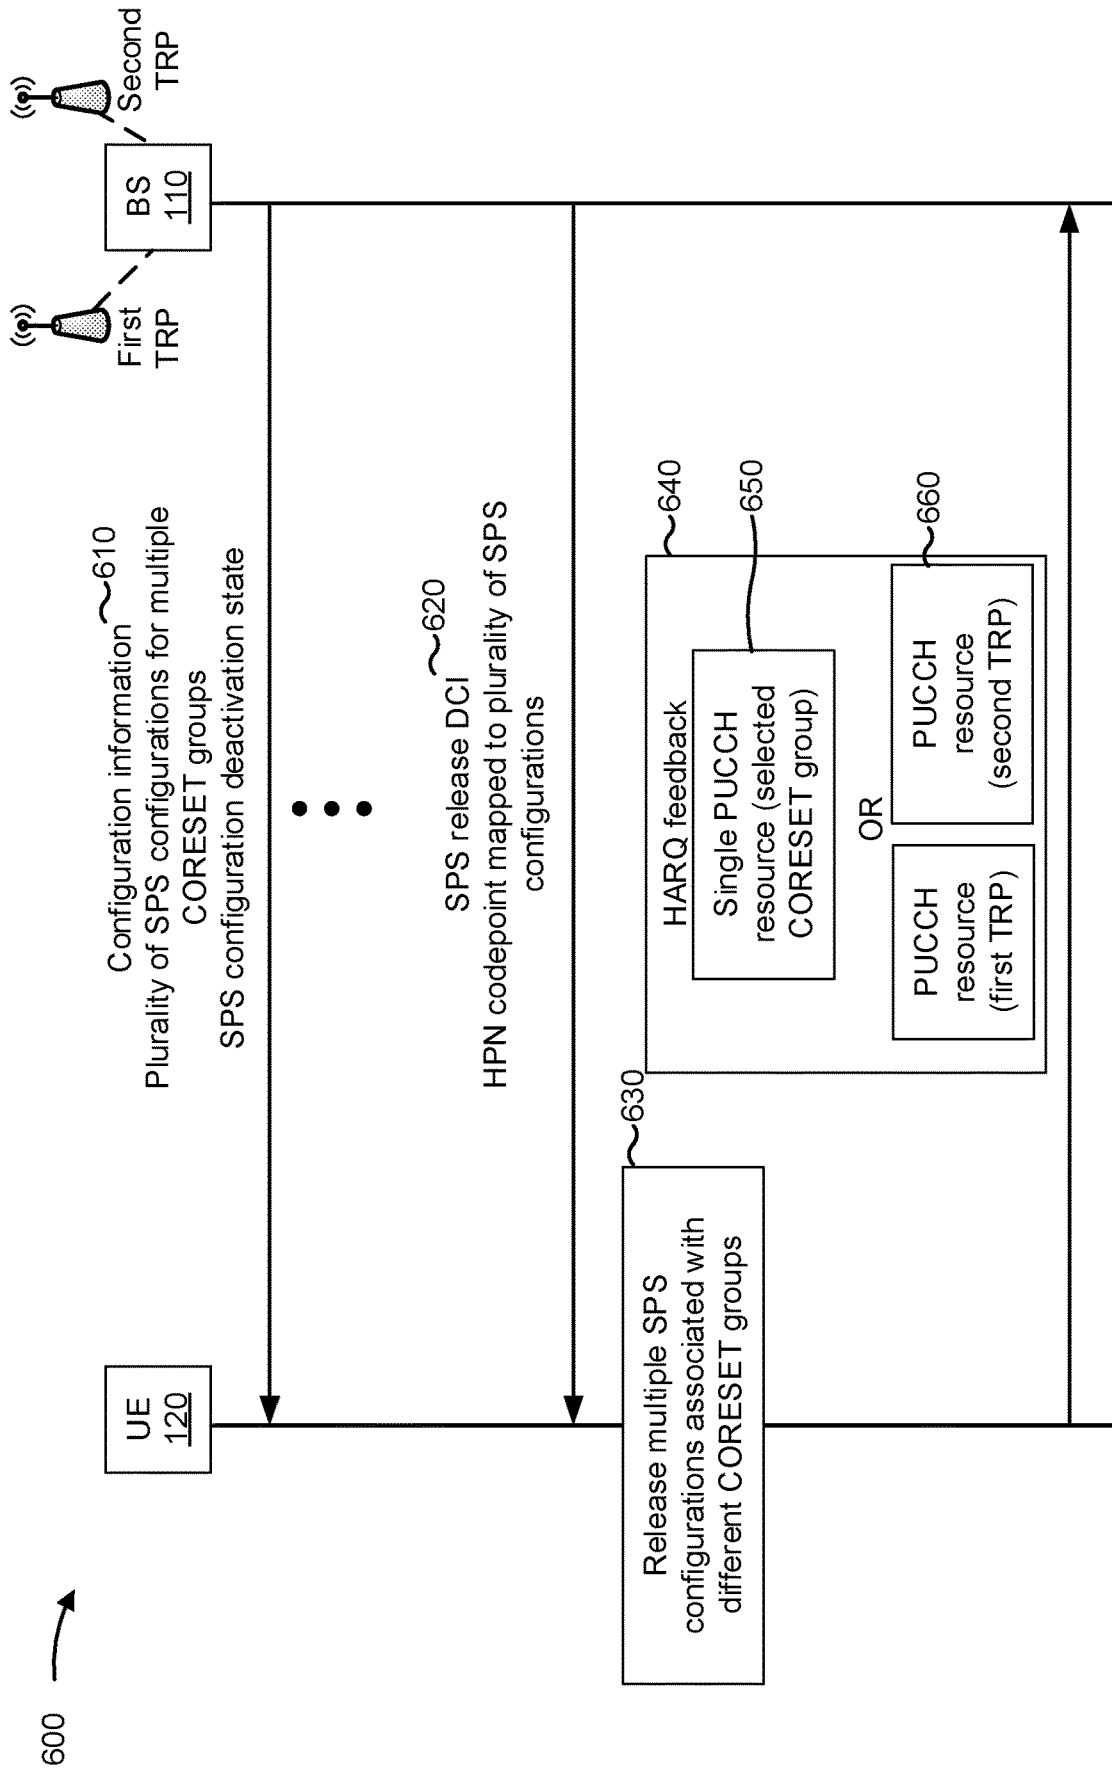 600
UE
120
BS
110
First
TRP
Second
TRP
Configuration information
610
Plurality of SPS configurations for multiple
CORESET groups
SPS configuration deactivation state
SPS release DCI
620
HPN codepoint mapped to plurality of SPS
configurations
Release multiple SPS
configurations associated with
different CORESET groups
630
HARQ feedback
640
Single PUCCH
resource (selected
CORESET group)
650
OR
PUCCH
resource
(first TRP)
PUCCH
resource
(second TRP)
660